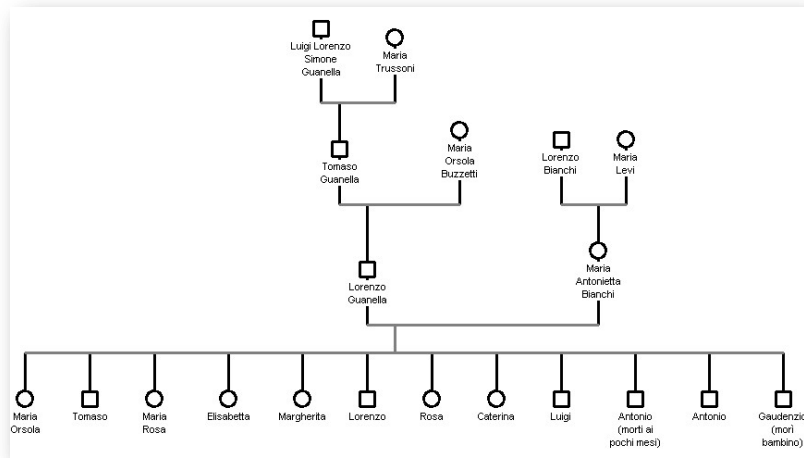 Luigi Lorenzo
Simone
Guanella
Maria
Trussoni
Tomaso
Guanella
Maria
Orsola
Buzzetti
Lorenzo
Bianchi
Maria
Levi
Lorenzo
Guanella
Maria
Antonietta
Bianchi
Maria
Orsola
Tomaso
Maria
Rosa
Elisabetta
Margherita
Lorenzo
Rosa
Caterina
Luigi
Antonio
(morti ai
pochi mesi)
Antonio
Gaudenzio
(morì
bambino)